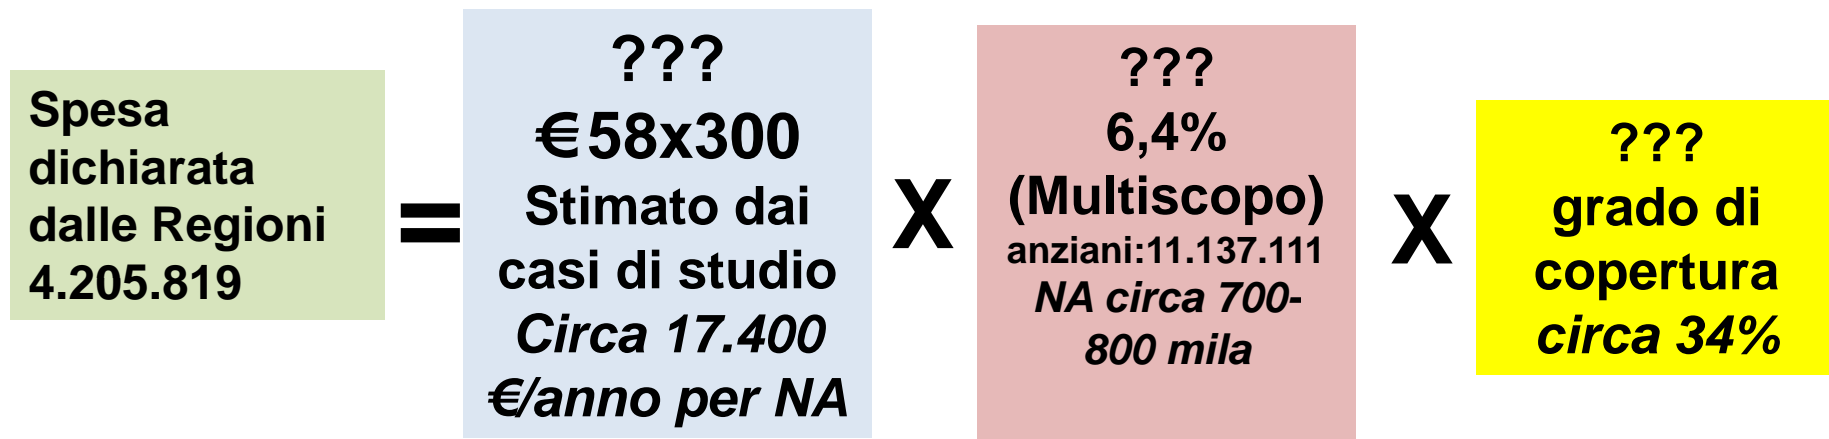 Spesa
dichiarata
dalle Regioni
4.205.819
=
???
€58x300
Stimato dai
casi di studio
Circa 17.400
€/anno per NA
X
???
6,4%
(Multiscopo)
anziani:11.137.111
NA circa 700-
800 mila
X
???
grado di
copertura
circa 34%